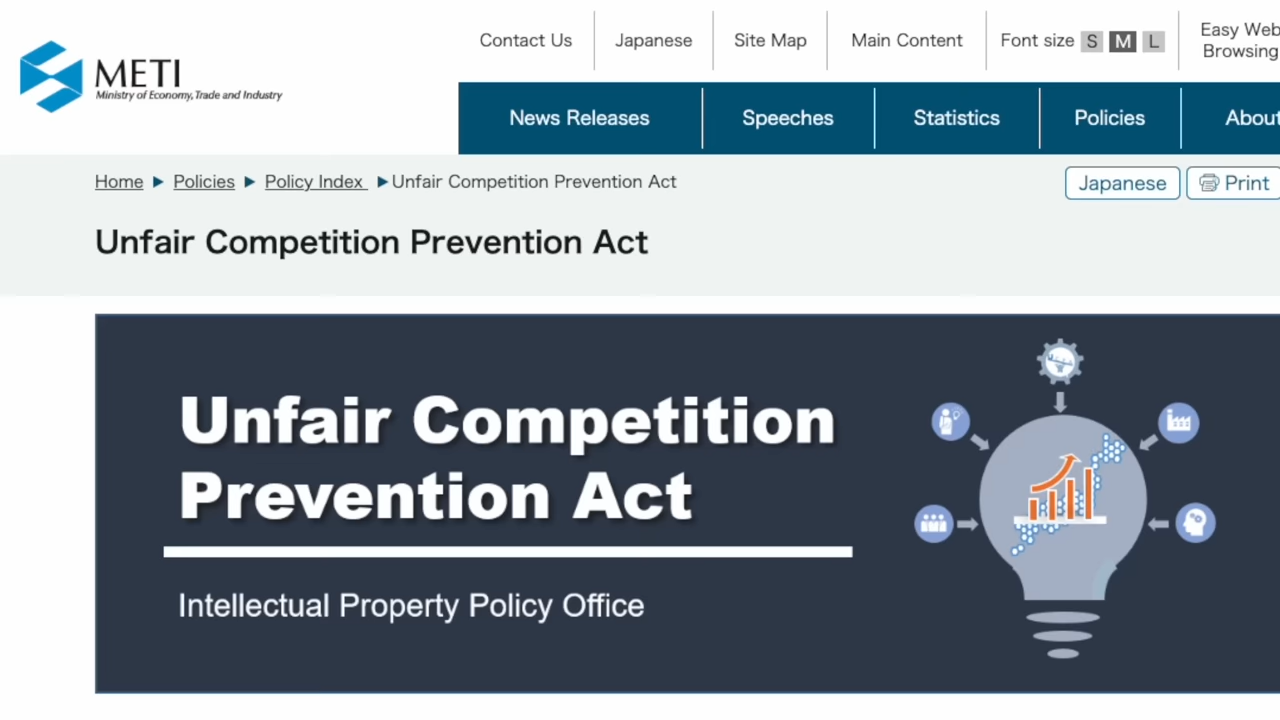 Contact Us
Japanese
Site Map
Main Content
Font size S M L
Easy Web
Browsing
METI
Ministry of Economy, Trade and Industry
News Releases
Speeches
Statistics
Policies
About
Home ▶ Policies ▶ Policy Index ▶Unfair Competition Prevention Act
Japanese
Print
Unfair Competition Prevention Act
Unfair Competition
Prevention Act
Intellectual Property Policy Office